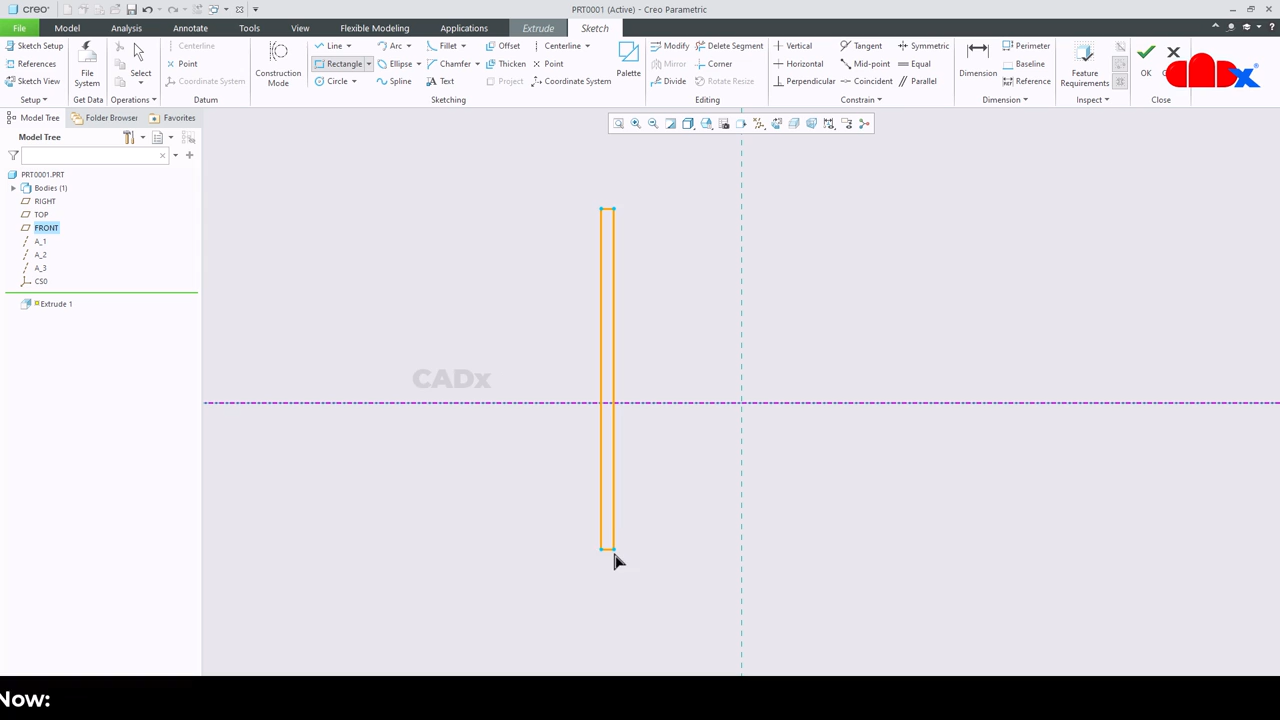 creo PRT0001 (Active) - Creo Parametric
File Model Analysis Annotate Tools View Flexible Modeling Applications Extrude Sketch
Sketch Setup
References
Sketch View
Setup
File System
Get Data
Select
Operations
Centerline
Point
Coordinate System
Datum
Construction Mode
Line Arc Fillet Offset Centerline
Rectangle Ellipse Chamfer Thicken Point
Circle Spline Text Project Coordinate System
Palette
Sketching
Modify Delete Segment
Mirror Corner
Divide Rotate Resize
Editing
Vertical Tangent Symmetric
Horizontal Mid-point Equal
Perpendicular Coincident Parallel
Constrain
Dimension
Perimeter
Baseline
Reference
Dimension
Feature Requirements
Inspect
OK
Close
CADx
Model Tree Folder Browser Favorites
Model Tree
PRT0001.PRT
Bodies (1)
RIGHT
TOP
FRONT
A_1
A_2
A_3
CS0
Extrude 1
CADx
Now: